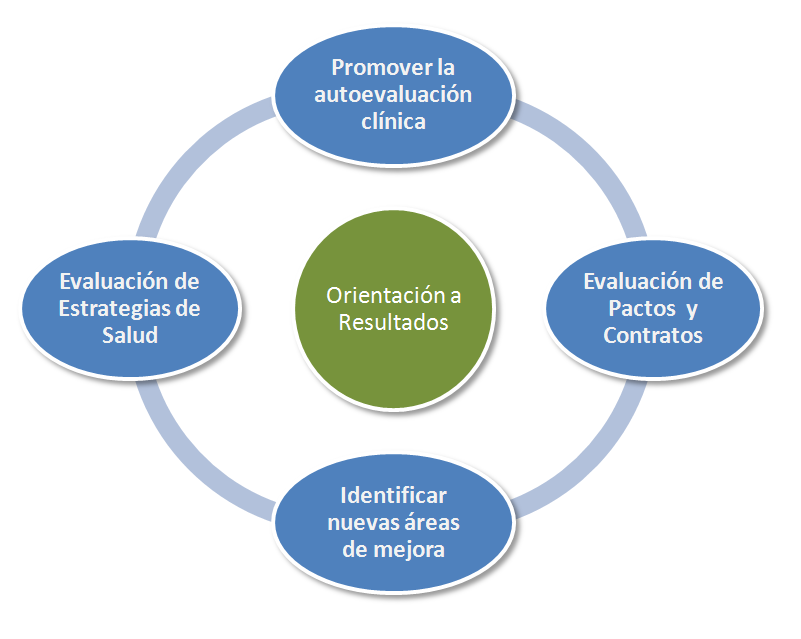 Promover la
autoevaluación
clínica
Evaluación de
Estrategias de
Salud
Orientación a
Resultados
Evaluación de
Pactos  y
Contratos
Identificar
nuevas áreas
de mejora